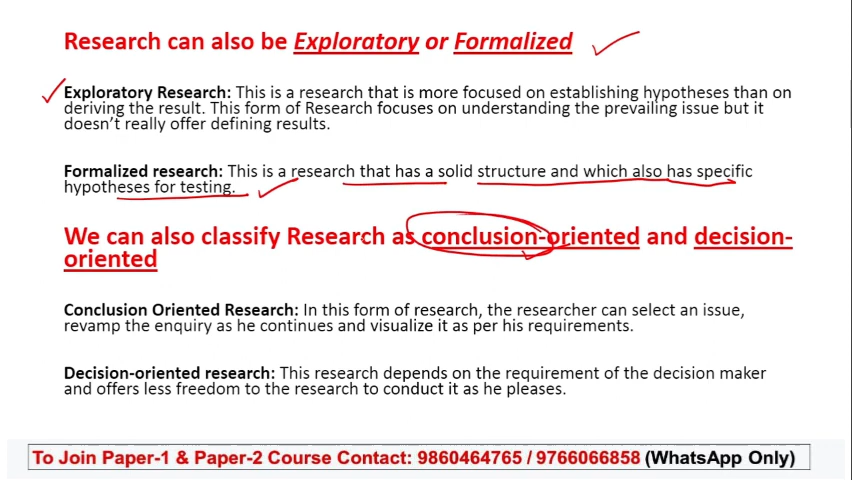 Research can also be Exploratory or Formalized
Exploratory Research: This is a research that is more focused on establishing hypotheses than on
deriving the result. This form of Research focuses on understanding the prevailing issue but it
doesn't really offer defining results.
Formalized research: This is a research that has a solid structure and which also has specific
hypotheses for testing.
We can also classify Research as conclusion-oriented and decision-
oriented
Conclusion Oriented Research: In this form of research, the researcher can select an issue,
revamp the enquiry as he continues and visualize it as per his requirements.
Decision-oriented research: This research depends on the requirement of the decision maker
and offers less freedom to the research to conduct it as he pleases.
To Join Paper-1 & Paper-2 Course Contact: 9860464765 / 9766066858 (WhatsApp Only)